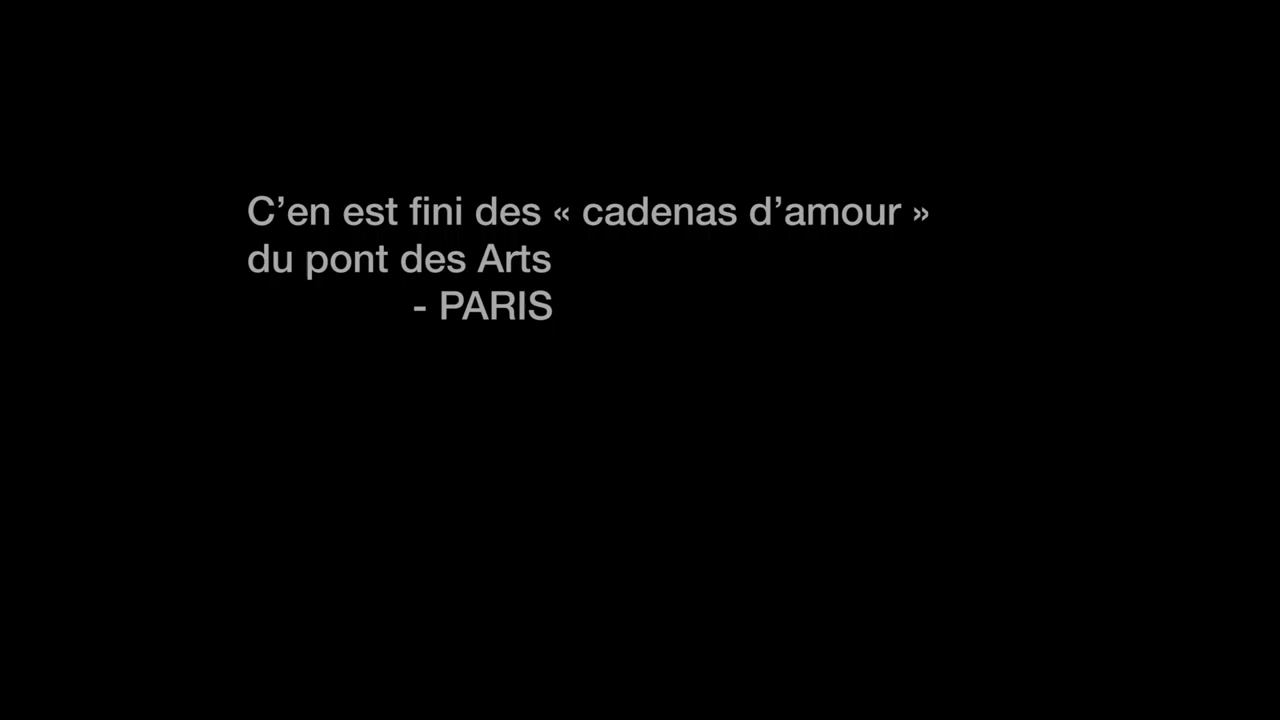 C’en est fini des « cadenas d’amour »
du pont des Arts
- PARIS